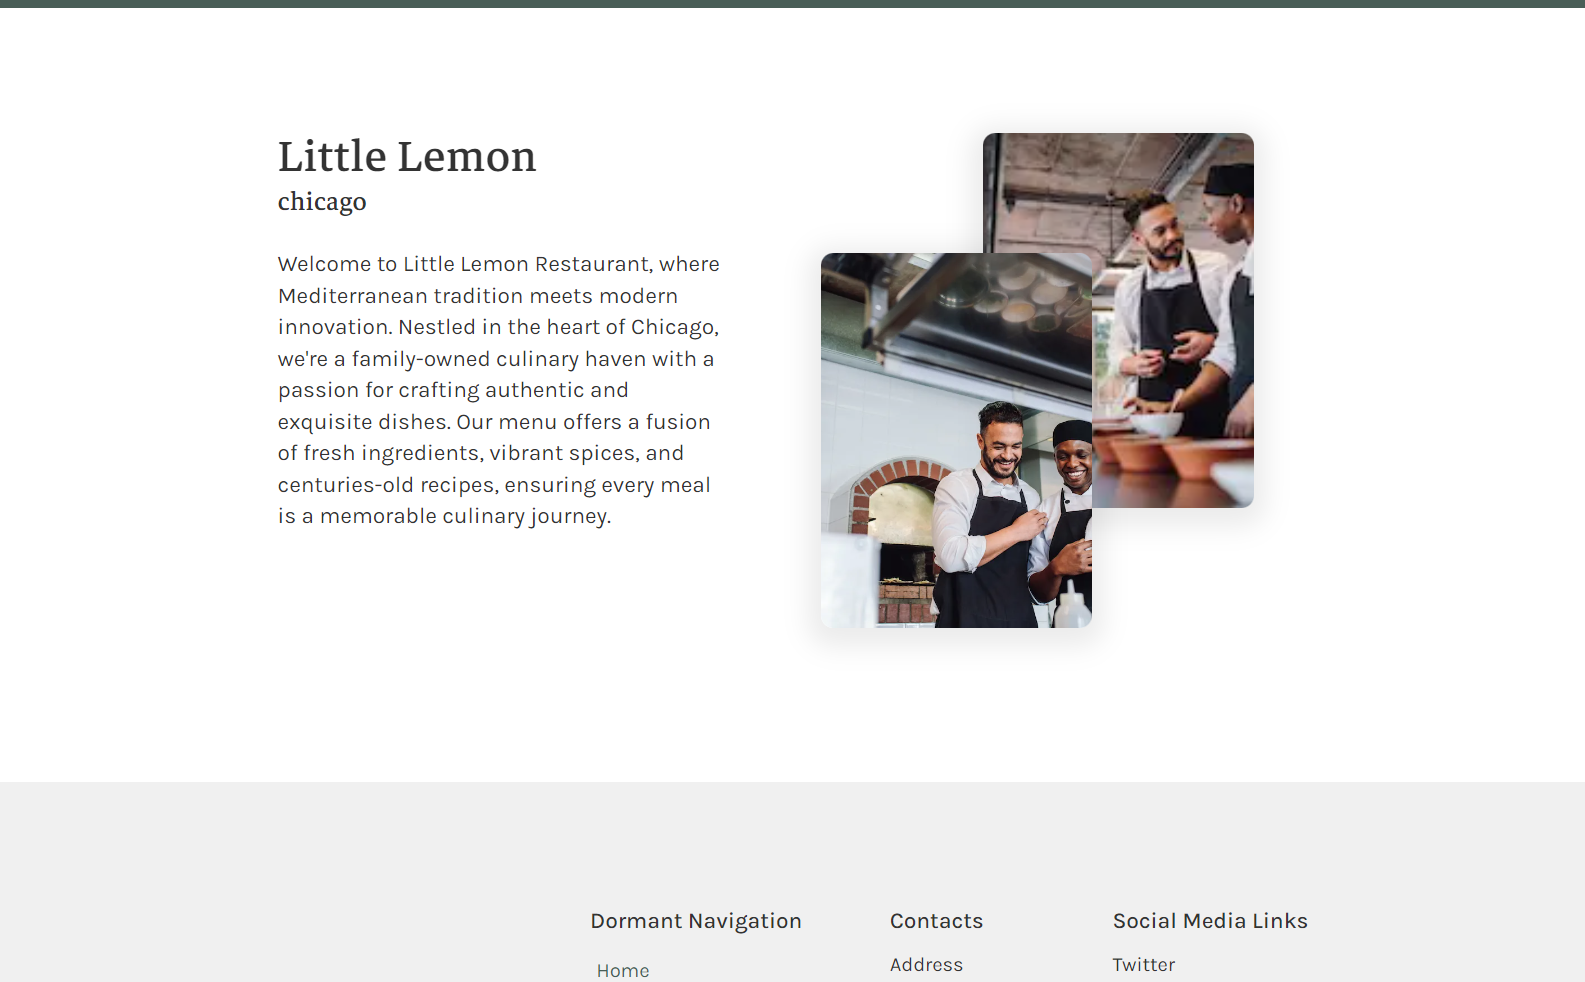 Little Lemon
chicago
Welcome to Little Lemon Restaurant, where
Mediterranean tradition meets modern
innovation. Nestled in the heart of Chicago,
we're a family-owned culinary haven with a
passion for crafting authentic and
exquisite dishes. Our menu offers a fusion
of fresh ingredients, vibrant spices, and
centuries-old recipes, ensuring every meal
is a memorable culinary journey.
Dormant Navigation
Home
Contacts
Address
Social Media Links
Twitter